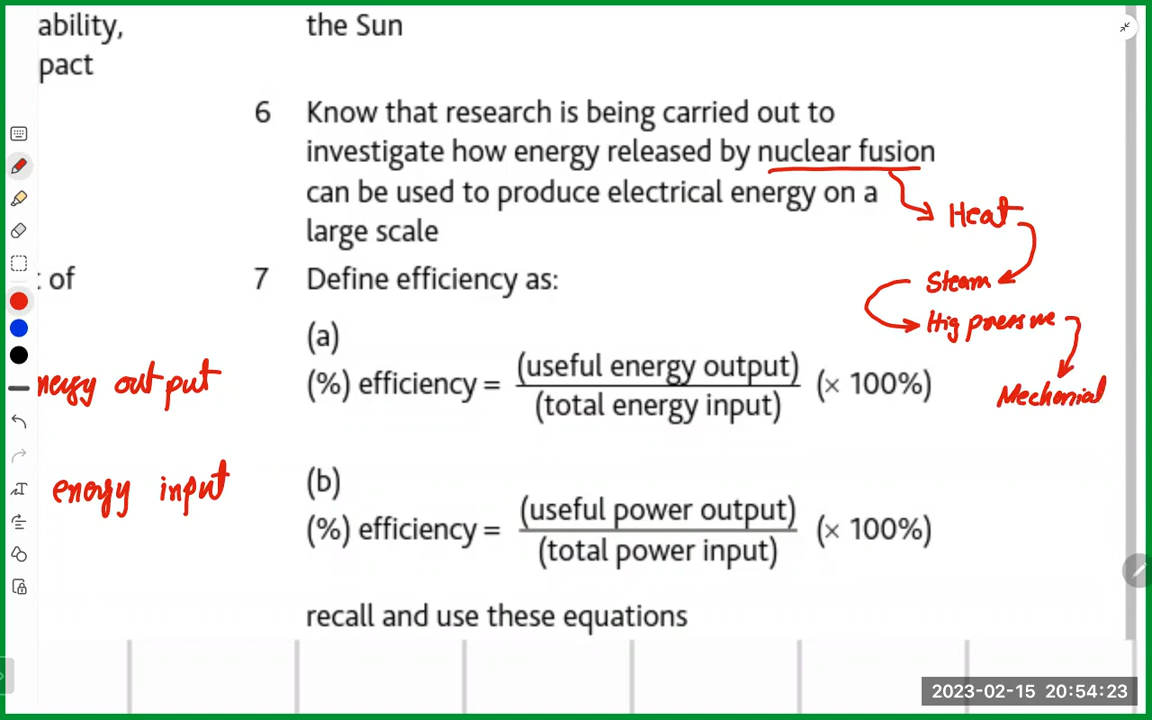 ability,
pact
the Sun
6 Know that research is being carried out to
investigate how energy released by nuclear fusion
can be used to produce electrical energy on a
large scale
Heat
Steam
Hig pressure
Mechenial
: of
7 Define efficiency as:
(a)
(%) efficiency = (useful energy output) / (total energy input) (× 100%)
nergy output
energy input
(b)
(%) efficiency = (useful power output) / (total power input) (× 100%)
recall and use these equations
2023-02-15 20:54:23